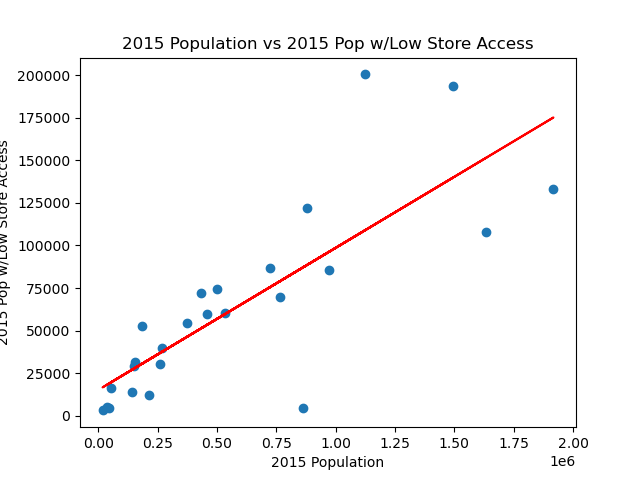 2015 Population vs 2015 Pop w/Low Store Access
200000
175000
150000
125000
100000
75000
50000
25000
0
2015 Pop w/Low Store Access
0.00 0.25 0.50 0.75 1.00 1.25 1.50 1.75 2.00
1e6
2015 Population